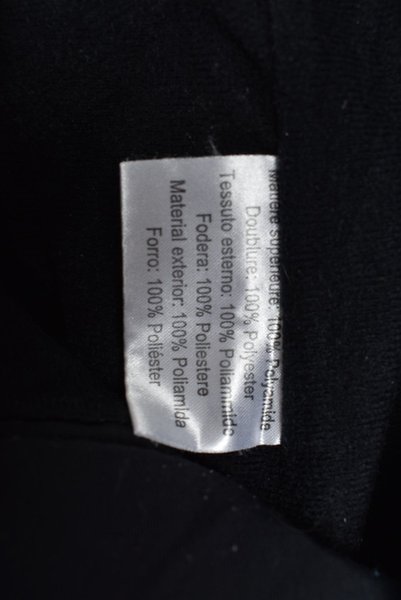 Matière supérieure: 100% Polyamide
Doublure: 100% Polyester
Tessuto esterno: 100% Poliammide
Fodera: 100% Poliestere
Material exterior: 100% Poliamida
Forro: 100% Poliéster